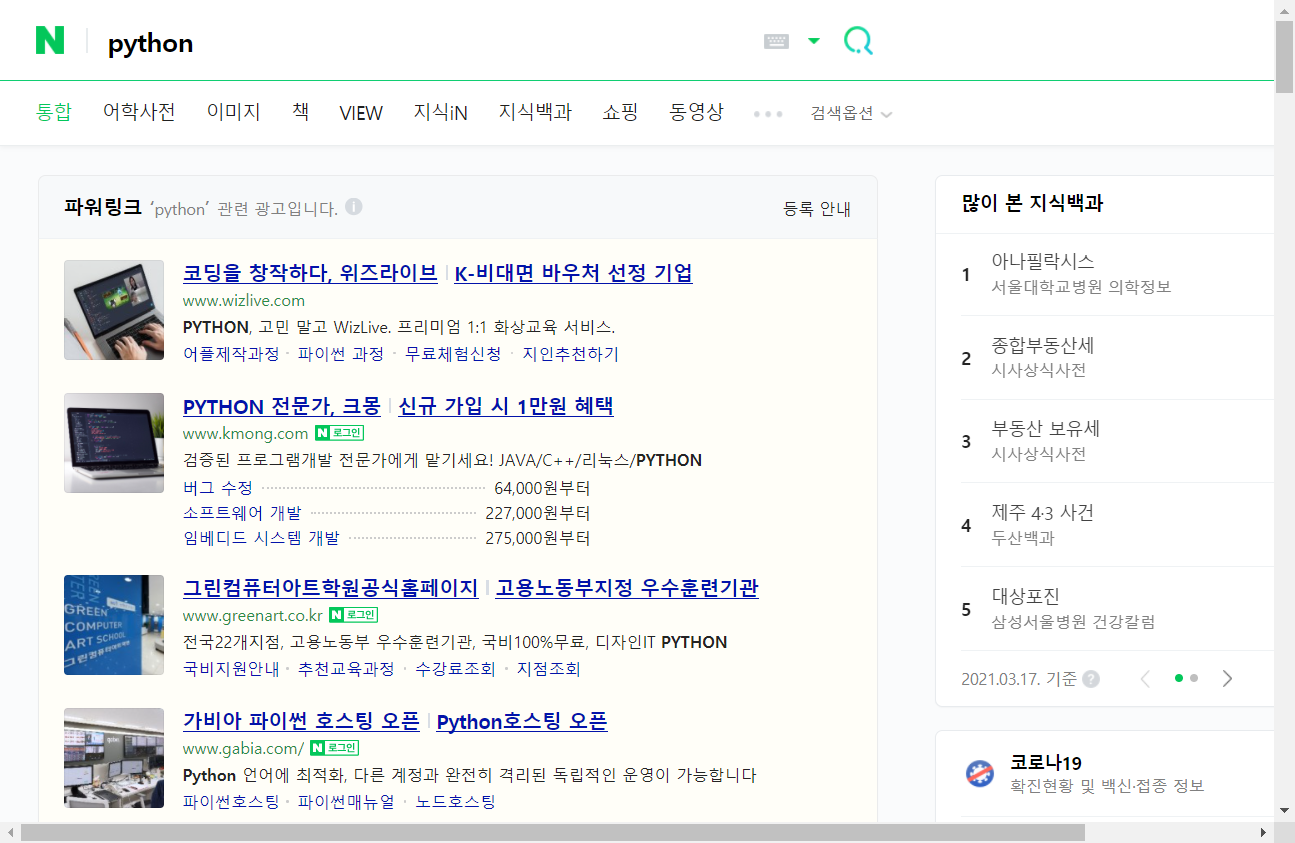 N python
통합 어학사전 이미지 책 VIEW 지식iN 지식백과 쇼핑 동영상 ••• 검색옵션
파워링크 ‘python’ 관련 광고입니다. 등록 안내
코딩을 창작하다, 위즈라이브 K-비대면 바우처 선정 기업
www.wizlive.com
PYTHON, 고민 말고 WizLive. 프리미엄 1:1 화상교육 서비스.
어플제작과정 · 파이썬 과정 · 무료체험신청 · 지인추천하기
PYTHON 전문가, 크몽 신규 가입 시 1만원 혜택
www.kmong.com N 로그인
검증된 프로그램개발 전문가에게 맡기세요! JAVA/C++/리눅스/PYTHON
버그 수정 64,000원부터
소프트웨어 개발 227,000원부터
임베디드 시스템 개발 275,000원부터
GREEN
COMPUTER
ART SCHOOL
그린컴퓨터아트학원공식홈페이지 고용노동부지정 우수훈련기관
www.greenart.co.kr N 로그인
전국22개지점, 고용노동부 우수훈련기관, 국비100%무료, 디자인IT PYTHON
국비지원안내 · 추천교육과정 · 수강료조회 · 지점조회
가비아 파이썬 호스팅 오픈 Python호스팅 오픈
www.gabia.com/ N 로그인
Python 언어에 최적화, 다른 계정과 완전히 격리된 독립적인 운영이 가능합니다
파이썬호스팅 · 파이썬매뉴얼 · 노드호스팅
많이 본 지식백과
1 아나필락시스
서울대학교병원 의학정보
2 종합부동산세
시사상식사전
3 부동산 보유세
시사상식사전
4 제주 4·3 사건
두산백과
5 대상포진
삼성서울병원 건강칼럼
2021.03.17. 기준 ?
코로나19
확진현황 및 백신·접종 정보